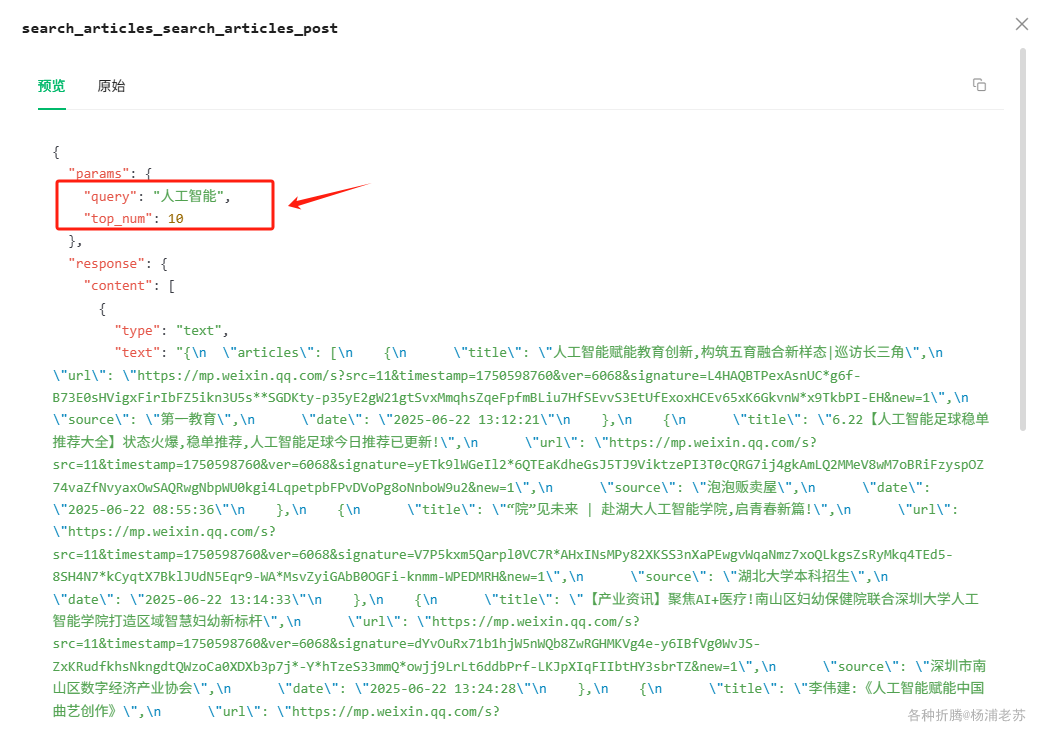 search_articles_search_articles_post
预览 原始
{
"params": {
"query": "人工智能",
"top_num": 10
},
"response": {
"content": [
{
"type": "text",
"text": "{\n  \"articles\": [\n    {\n      \"title\": \"人工智能赋能教育创新,构筑五育融合新样态|巡访长三角\",\n
\"url\": \"https://mp.weixin.qq.com/s?src=11&timestamp=1750598760&ver=6068&signature=L4HAQBTPexAsnUC*g6f-
B73E0sHVigxFirIbFZ5ikn3U5s**SGDKty-p35yE2gW21gtSvxMmqhsZqeFpfmBLiu7HfSEvvS3EtUfExoxHCEv65xK6GkvnW*x9TkbPI-EH&new=1\",\n
\"source\": \"第一教育\",\n      \"date\": \"2025-06-22 13:12:21\"\n    },\n    {\n      \"title\": \"6.22【人工智能足球稳单
推荐大全】状态火爆,稳单推荐,人工智能足球今日推荐已更新!\",\n      \"url\": \"https://mp.weixin.qq.com/s?
src=11&timestamp=1750598760&ver=6068&signature=yETk9lWGeIl2*6QTEaKdheGsJ5TJ9ViktzePI3T0cQRG7ij4gkAmLQ2MMeV8wM7oBRiFzyspOZ
74vaZfNvyaxOwSAQRwgNbpWU0kgi4LqpetpbFPvDVoPg8oNnboW9u2&new=1\",\n      \"source\": \"泡泡贩卖屋\",\n      \"date\":
\"2025-06-22 08:55:36\"\n    },\n    {\n      \"title\": \"“院”见未来 | 赴湖大人工智能学院,启青春新篇!\",\n      \"url\":
\"https://mp.weixin.qq.com/s?
src=11&timestamp=1750598760&ver=6068&signature=V7P5kxm5Qarpl0VC7R*AHxINsMPy82XKSS3nXaPEwgvWqaNmz7xoQLkgsZsRyMkq4TEd5-
8SH4N7*kCyqtX7BklJUdN5Eqr9-WA*MsvZyiGAbB0OGFi-knmm-WPEDMRH&new=1\",\n      \"source\": \"湖北大学本科招生\",\n
\"date\": \"2025-06-22 13:14:33\"\n    },\n    {\n      \"title\": \"【产业资讯】聚焦AI+医疗!南山区妇幼保健院联合深圳大学人工
智能学院打造区域智慧妇幼新标杆\",\n      \"url\": \"https://mp.weixin.qq.com/s?
src=11&timestamp=1750598760&ver=6068&signature=dYvOuRx71b1hjW5nWQb8ZwRGHMKVg4e-y6IBfVg0WvJS-
ZxKRudfkhsNkngdtQWzoCa0XDXb3p7j*-Y*hTzeS33mmQ*owjj9LrLt6ddbPrf-LKJpXIqFIIbtHY3sbrTZ&new=1\",\n      \"source\": \"深圳市南
山区数字经济产业协会\",\n      \"date\": \"2025-06-22 13:24:28\"\n    },\n    {\n      \"title\": \"李伟建:《人工智能赋能中国
曲艺创作》\",\n      \"url\": \"https://mp.weixin.qq.com/s?
各种折腾@杨浦老苏